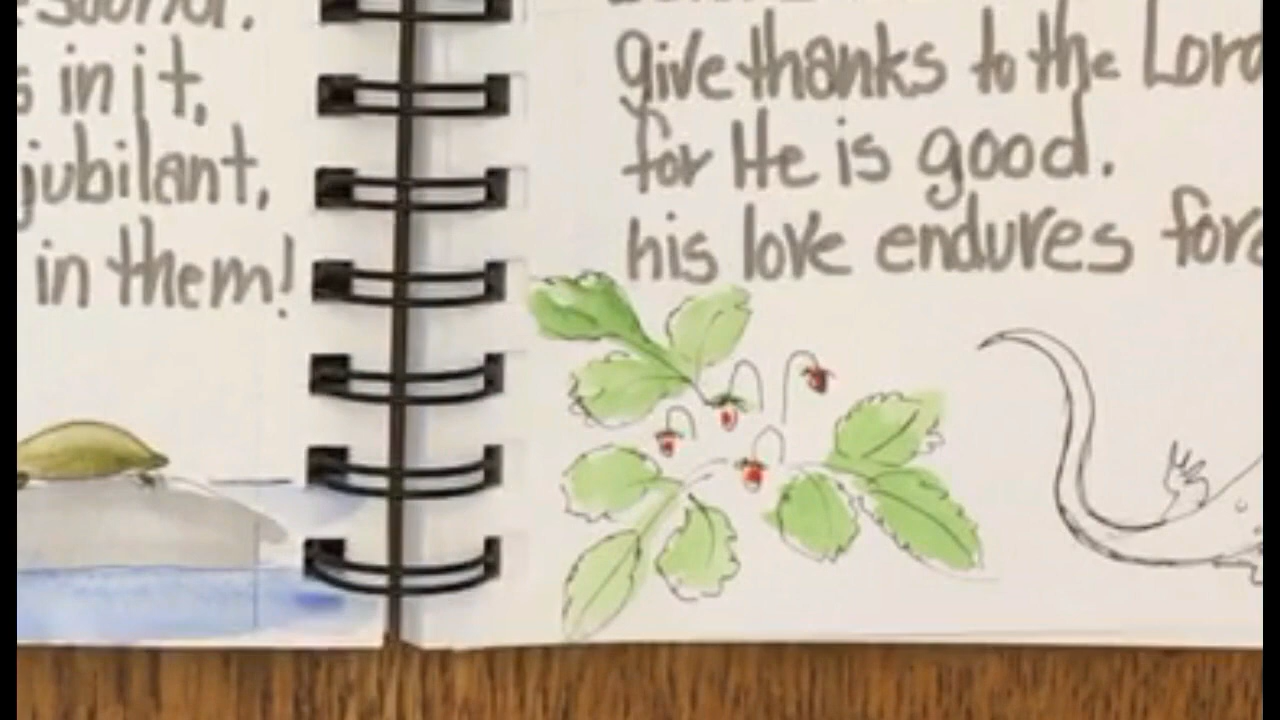 in it,
jubilant,
in them!
give thanks to the Lord
for He is good.
his love endures